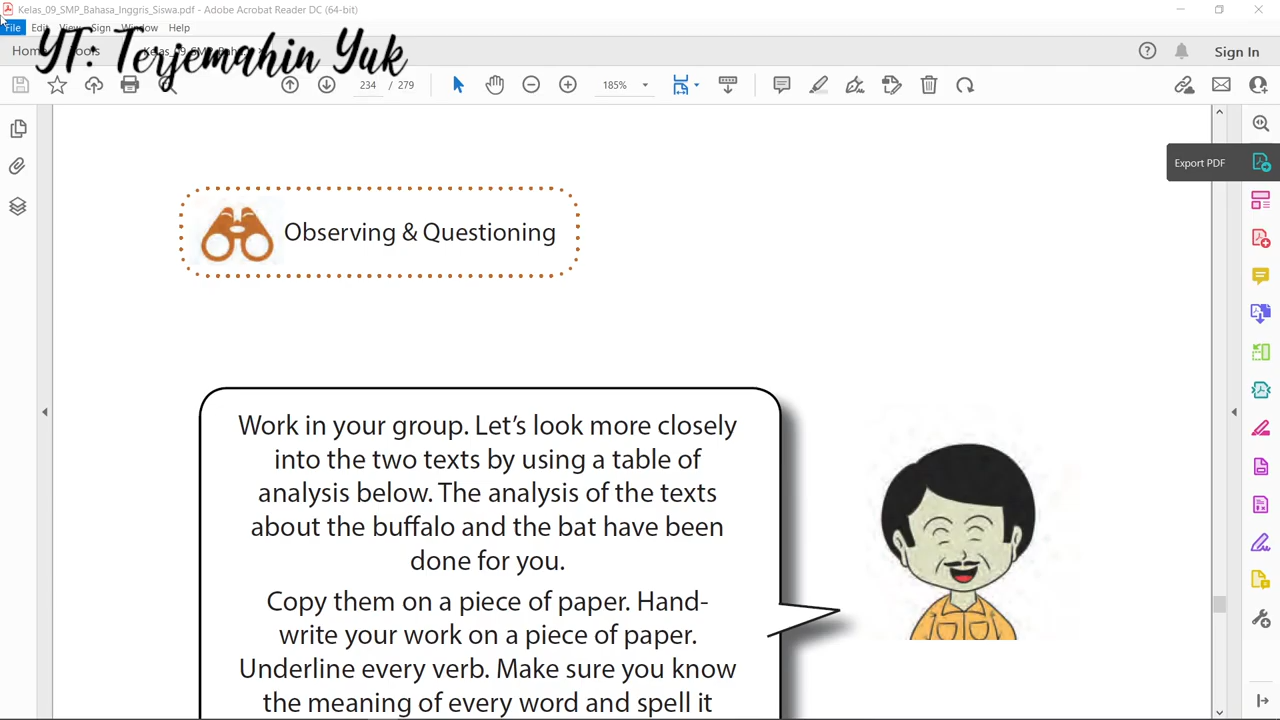 Kelas_09_SMP_Bahasa_Inggris_Siswa.pdf - Adobe Acrobat Reader DC (64-bit)
File Edit View Sign Window Help
YT: Terjemahin Yuk
Sign In
234 / 279
185%
Export PDF
Observing & Questioning
Work in your group. Let’s look more closely
into the two texts by using a table of
analysis below. The analysis of the texts
about the buffalo and the bat have been
done for you.
Copy them on a piece of paper. Hand-
write your work on a piece of paper.
Underline every verb. Make sure you know
the meaning of every word and spell it